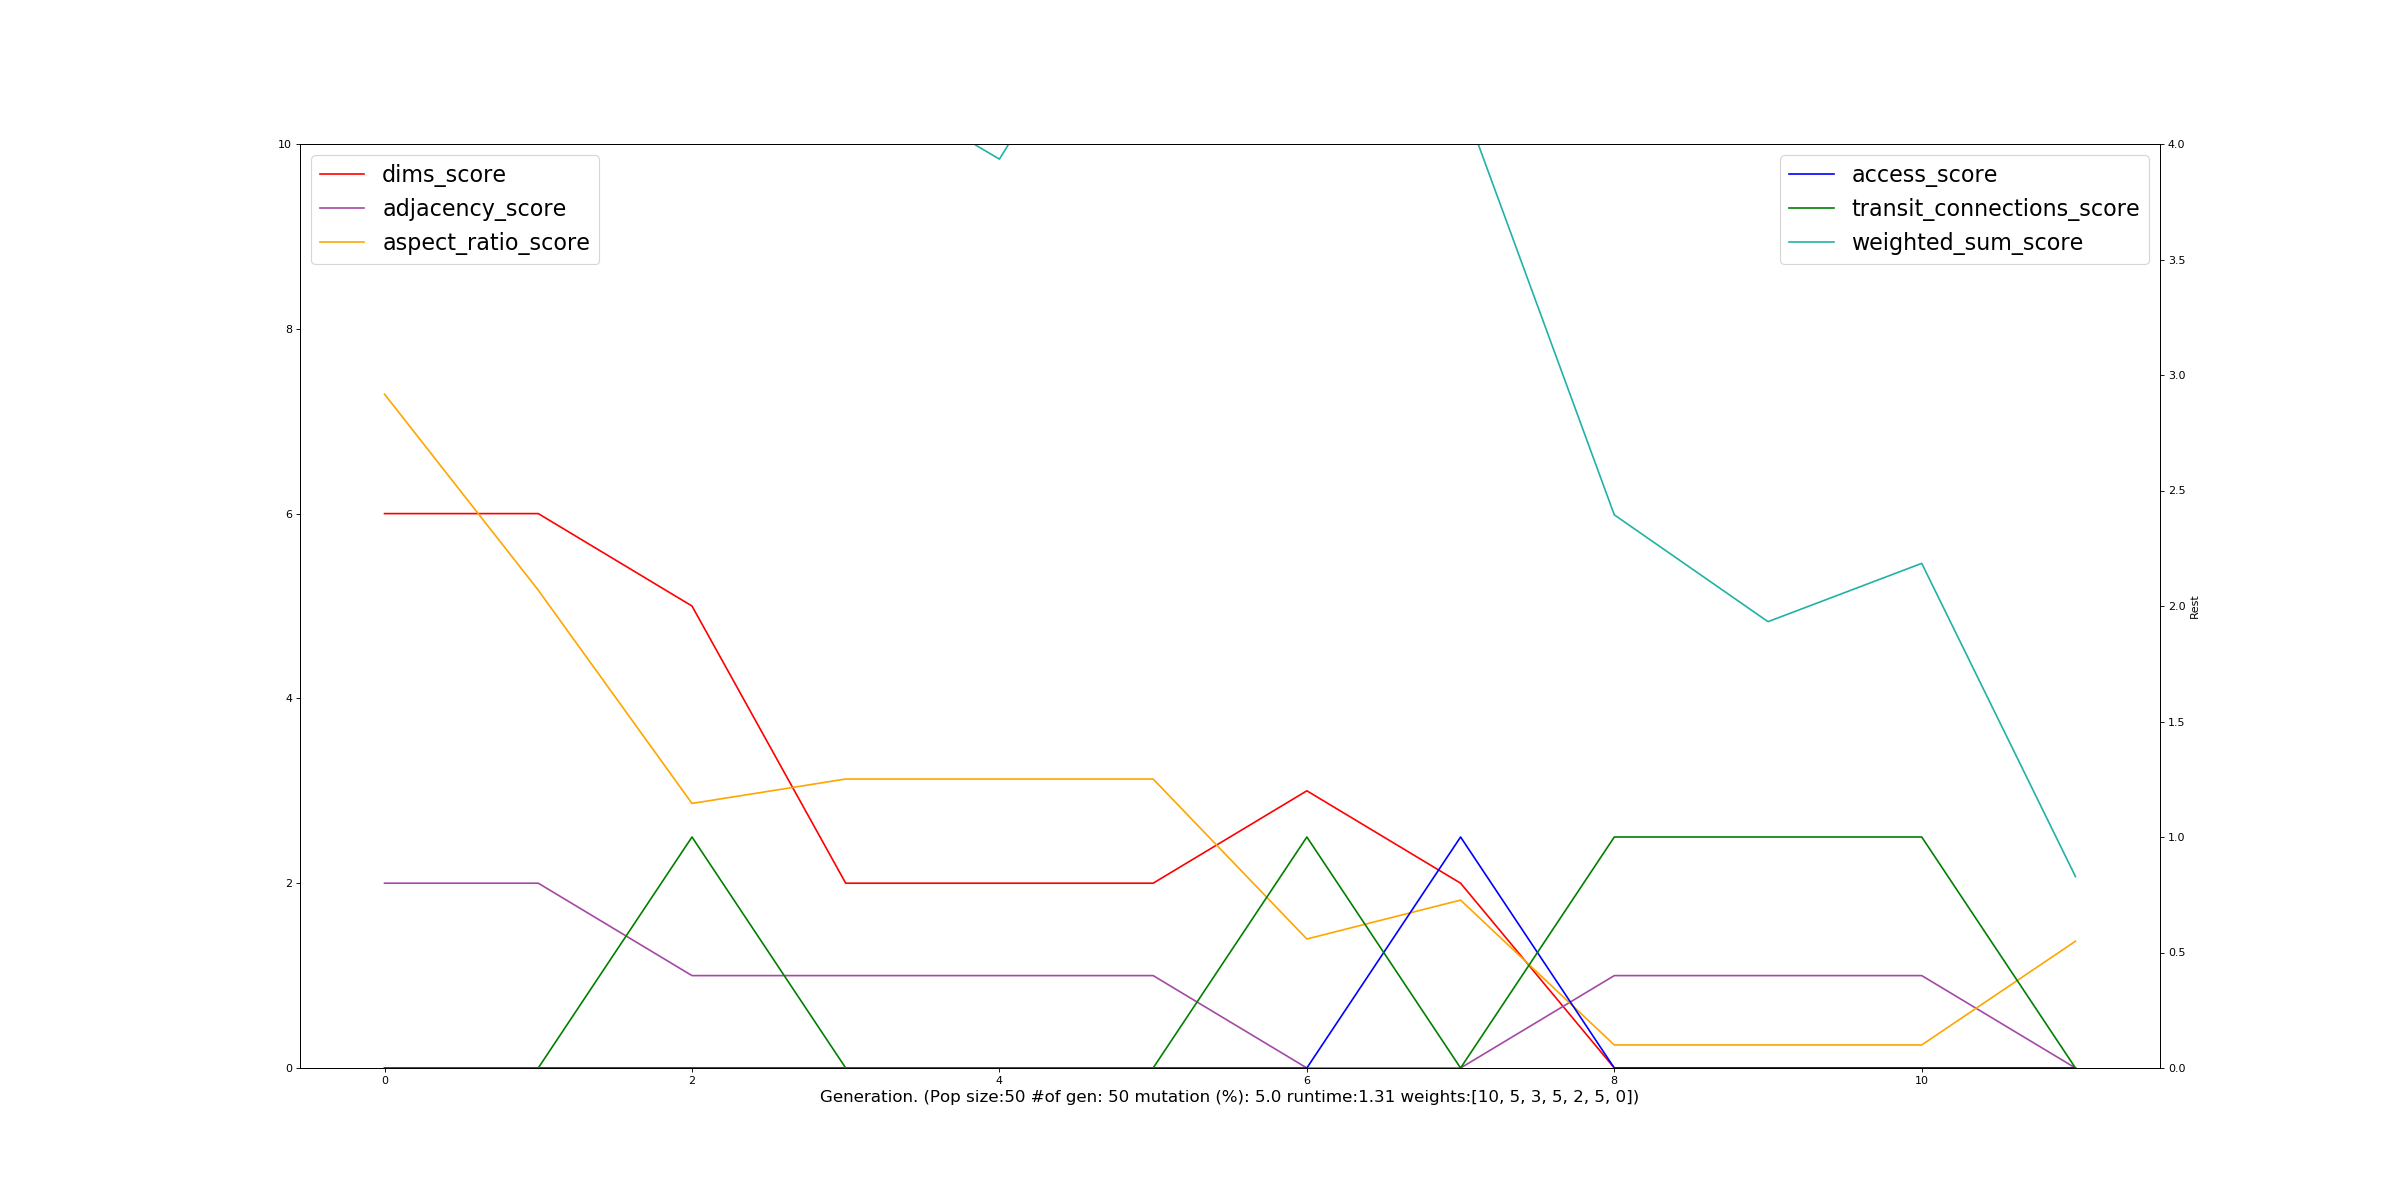 10
8
6
4
2
0
dims_score
adjacency_score
aspect_ratio_score
access_score
transit_connections_score
weighted_sum_score
4.0
3.5
3.0
2.5
2.0
1.5
1.0
0.5
0.0
Rest
0 2 4 6 8 10
Generation. (Pop size:50 #of gen: 50 mutation (%): 5.0 runtime:1.31 weights:[10, 5, 3, 5, 2, 5, 0])